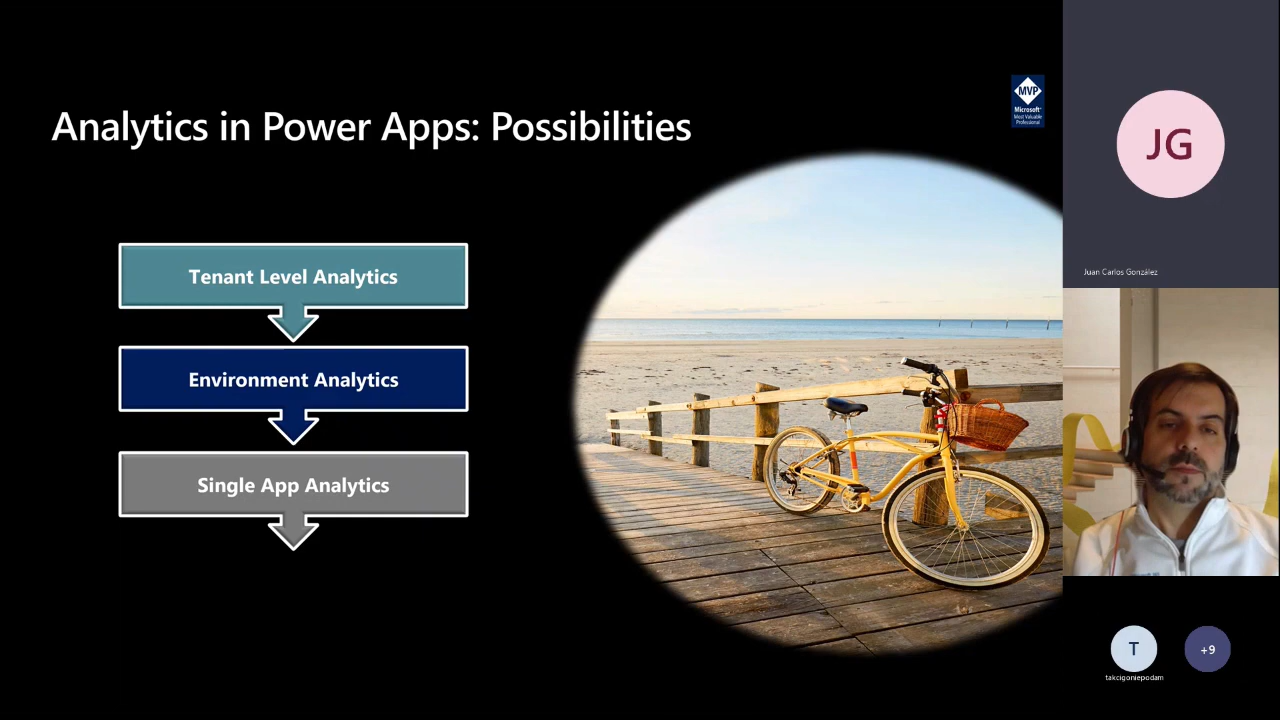 Analytics in Power Apps: Possibilities
MVP
Microsoft®
Most Valuable
Professional
Tenant Level Analytics
Environment Analytics
Single App Analytics
JG
Juan Carlos González
T
+9
takcigoniepodam